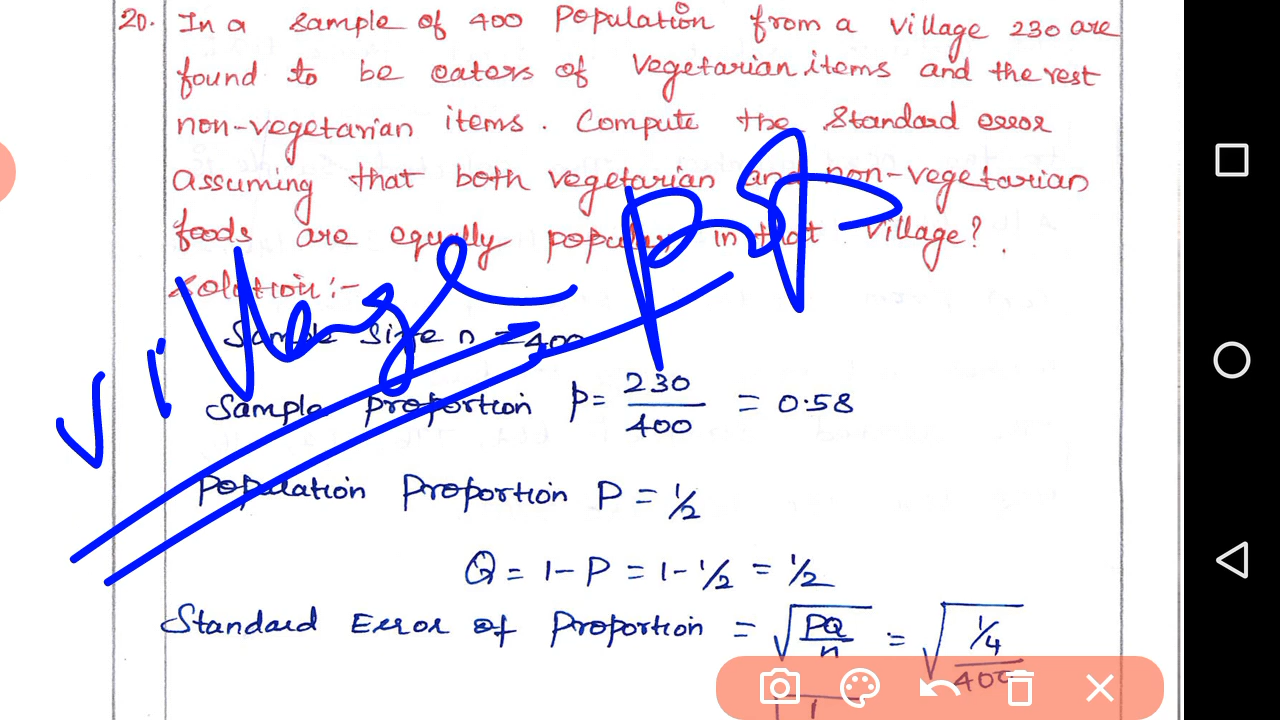 20. In a sample of 400 population from a village 230 are
found to be eaters of vegetarian items and the rest
non-vegetarian items. Compute the standard error
assuming that both vegetarian and non-vegetarian
foods are equally popular in that village?.
Solution :-
Sample Size n = 400
Sample proportion p = 230/400 = 0.58
Population Proportion P = 1/2
Q = 1 - P = 1 - 1/2 = 1/2
Standard Error of Proportion = √(PQ/n) = √((1/4)/400)